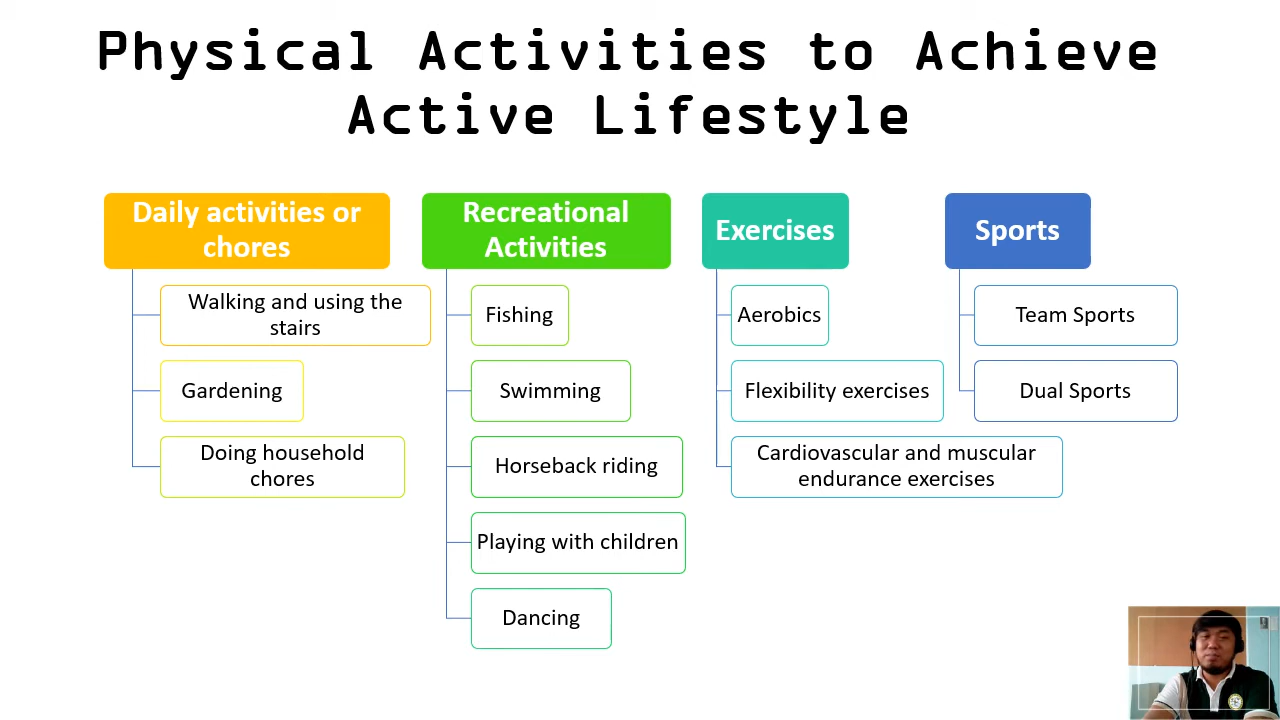 Physical Activities to Achieve
Active Lifestyle
Daily activities or
chores
Walking and using the
stairs
Gardening
Doing household
chores
Recreational
Activities
Fishing
Swimming
Horseback riding
Playing with children
Dancing
Exercises
Aerobics
Flexibility exercises
Cardiovascular and muscular
endurance exercises
Sports
Team Sports
Dual Sports